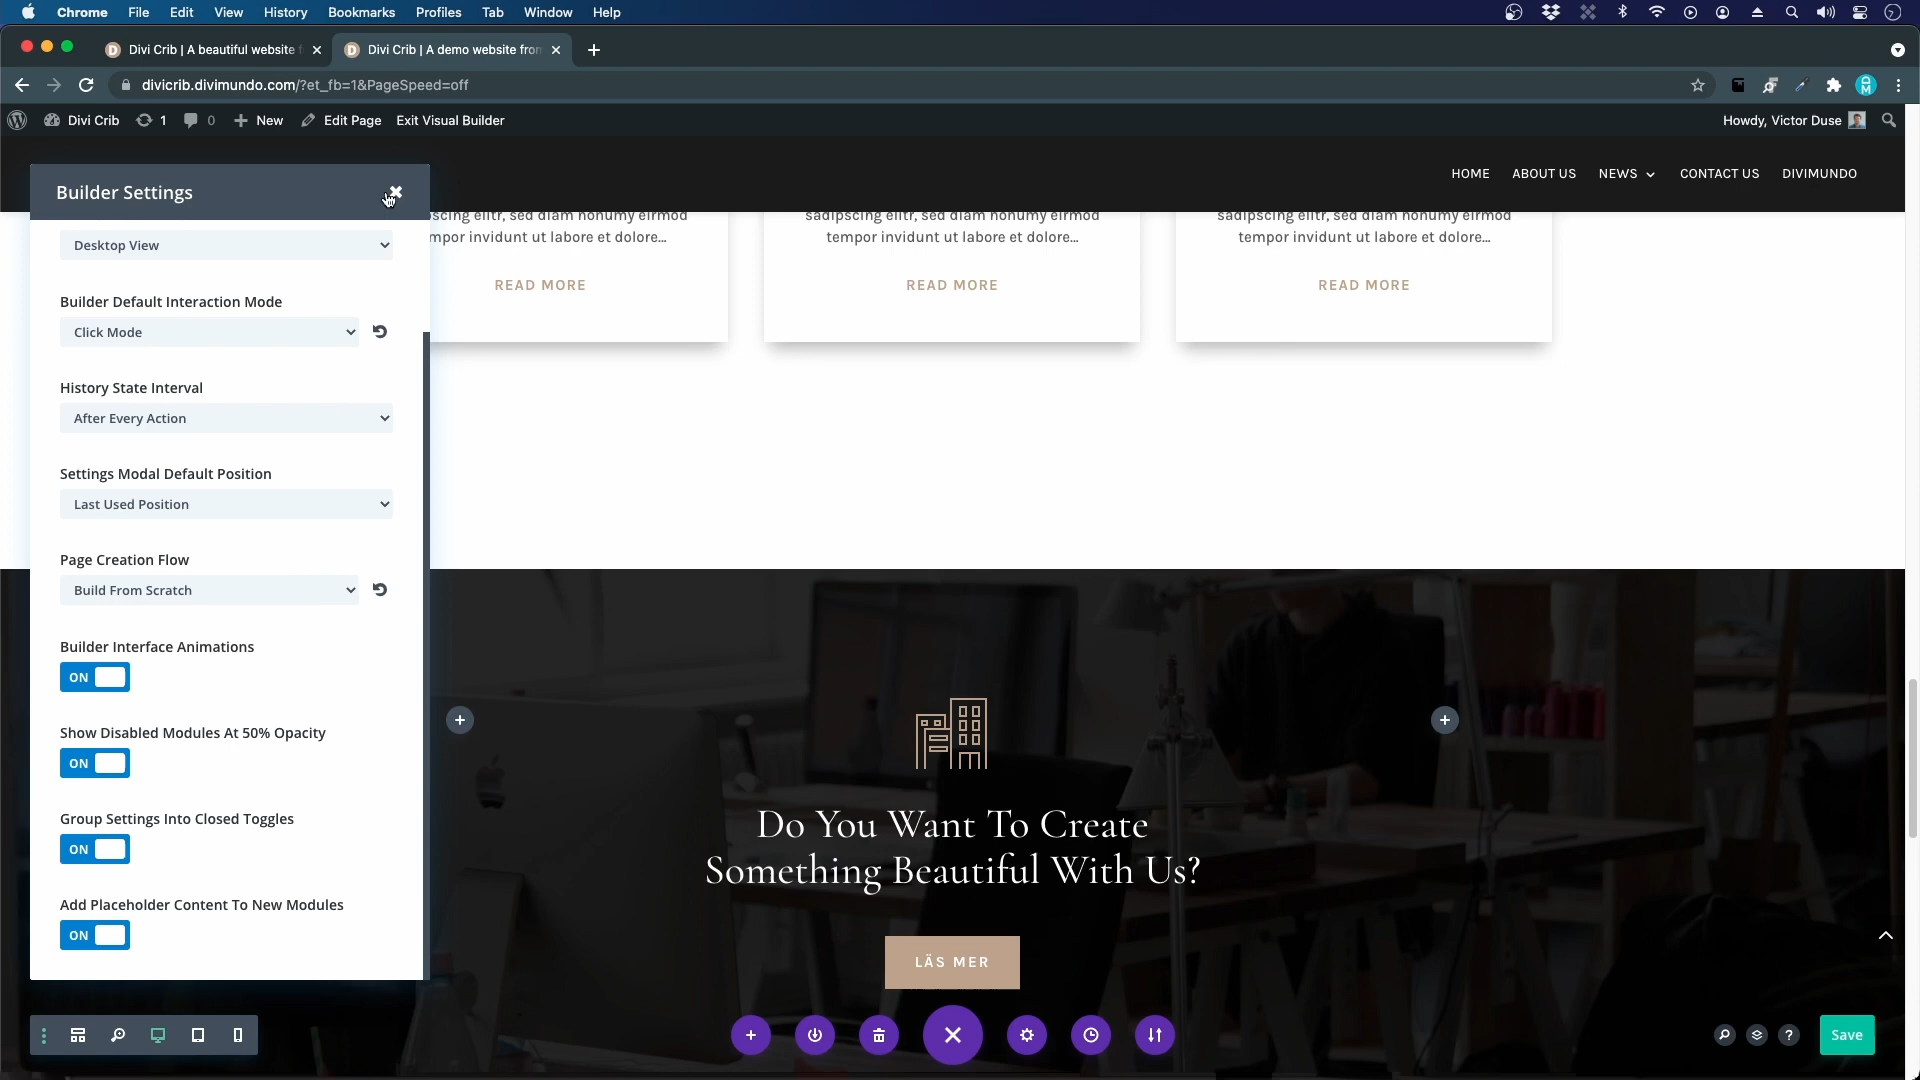 Chrome File Edit View History Bookmarks Profiles Tab Window Help
Divi Crib | A beautiful website f
Divi Crib | A demo website from
divicrib.divimundo.com/?et_fb=1&PageSpeed=off
Divi Crib 1 0 New Edit Page Exit Visual Builder
Howdy, Victor Duse
HOME ABOUT US NEWS CONTACT US DIVIMUNDO
Builder Settings
Desktop View
Builder Default Interaction Mode
Click Mode
History State Interval
After Every Action
Settings Modal Default Position
Last Used Position
Page Creation Flow
Build From Scratch
Builder Interface Animations
ON
Show Disabled Modules At 50% Opacity
ON
Group Settings Into Closed Toggles
ON
Add Placeholder Content To New Modules
ON
scing elitr, sed diam nonumy eirmod
mpor invidunt ut labore et dolore...
READ MORE
sadipscing elitr, sed diam nonumy eirmod
tempor invidunt ut labore et dolore...
READ MORE
sadipscing elitr, sed diam nonumy eirmod
tempor invidunt ut labore et dolore...
READ MORE
Do You Want To Create
Something Beautiful With Us?
LÄS MER
Save